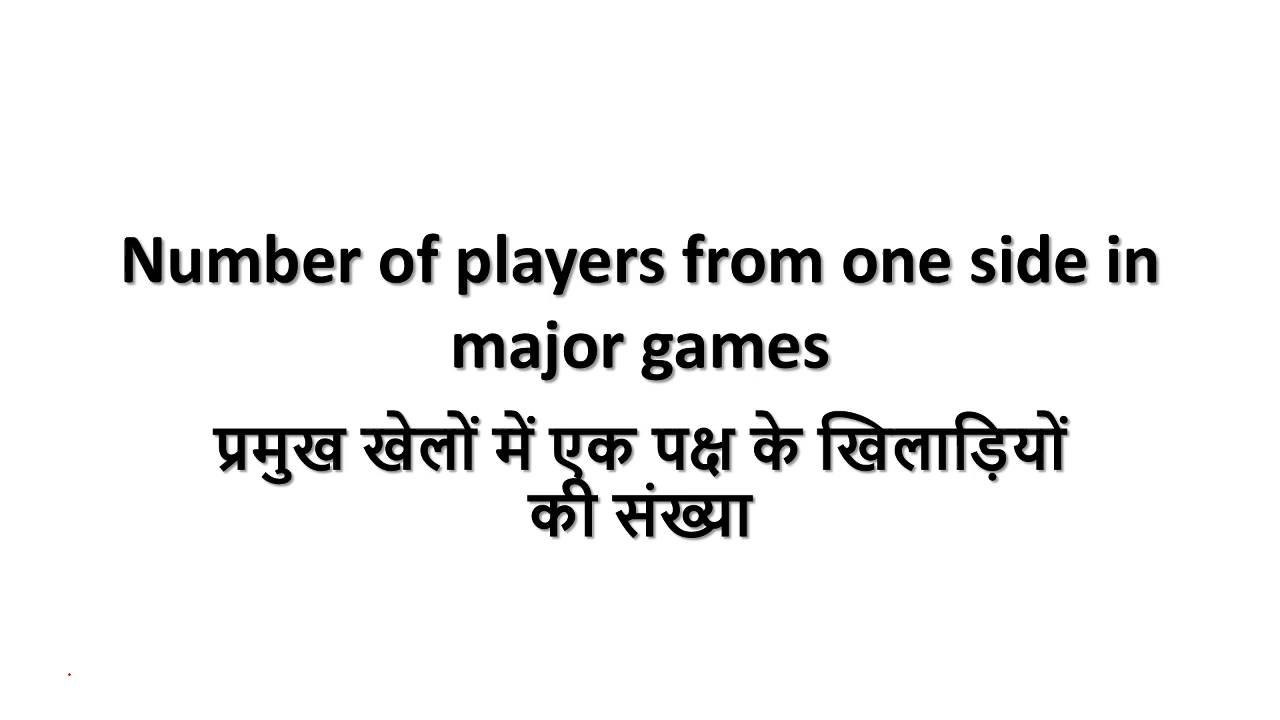 Number of players from one side in
major games
प्रमुख खेलों में एक पक्ष के खिलाड़ियों
की संख्या